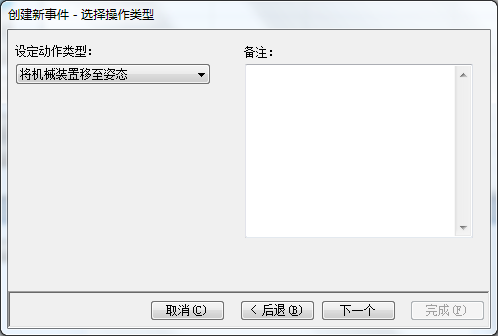 创建新事件 - 选择操作类型
设定动作类型:
备注:
将机械装置移至姿态
取消(C)
< 后退(B)
下一个
完成(F)